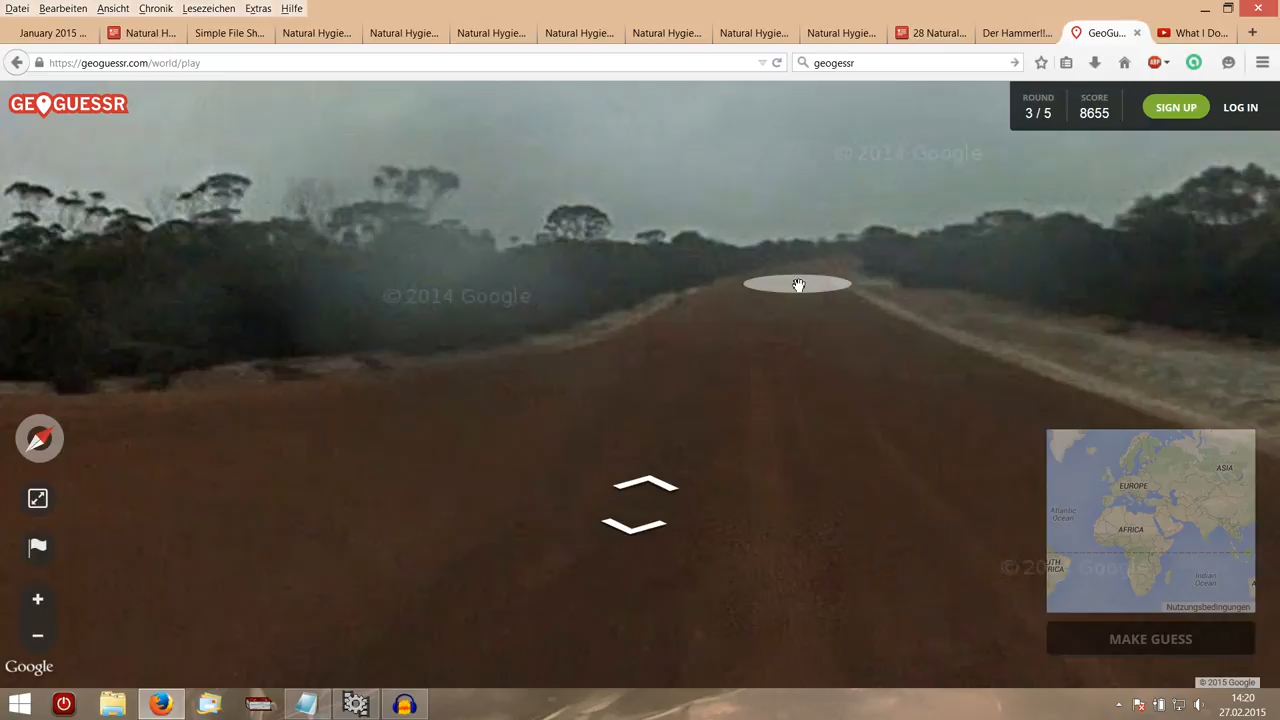 Datei Bearbeiten Ansicht Chronik Lesezeichen Extras Hilfe
January 2015 ... Natural H... Simple File Sh... Natural Hygie... Natural Hygie... Natural Hygie... Natural Hygie... Natural Hygie... Natural Hygie... Natural Hygie... 28 Natural... Der Hammer!!... GeoGu... What I Do...
https://geoguessr.com/world/play geogessr ABP
GEOGUESSR
ROUND SCORE
3 / 5 8655
SIGN UP LOG IN
© 2014 Google
© 2014 Google
ASIA
EUROPE
Atlantic
Ocean
AFRICA
Indian
Ocean
Nutzungsbedingungen
MAKE GUESS
Google
© 2015 Google
14:20
27.02.2015